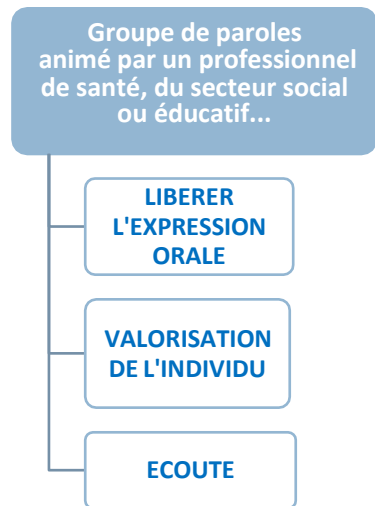 Groupe de paroles
animé par un professionnel
de santé, du secteur social
ou éducatif...
LIBERER
L'EXPRESSION
ORALE
VALORISATION
DE L'INDIVIDU
ECOUTE